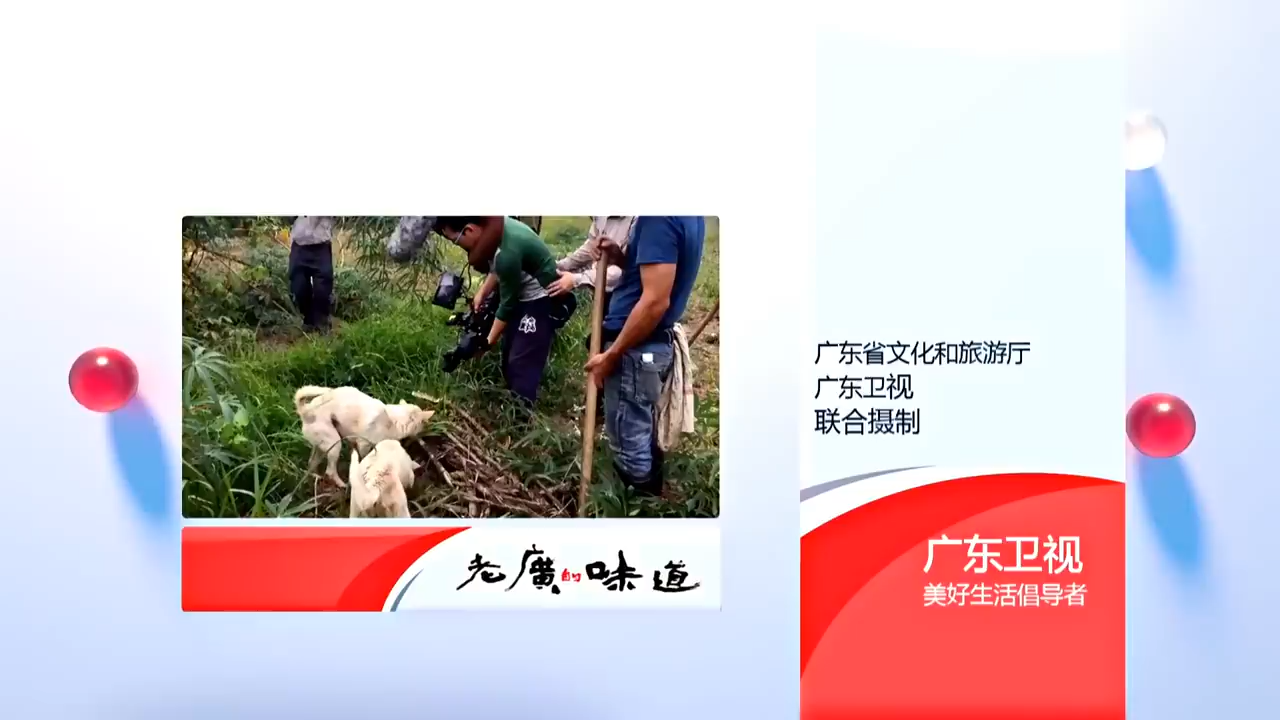 老廣的味道
广东省文化和旅游厅
广东卫视
联合摄制
广东卫视
美好生活倡导者